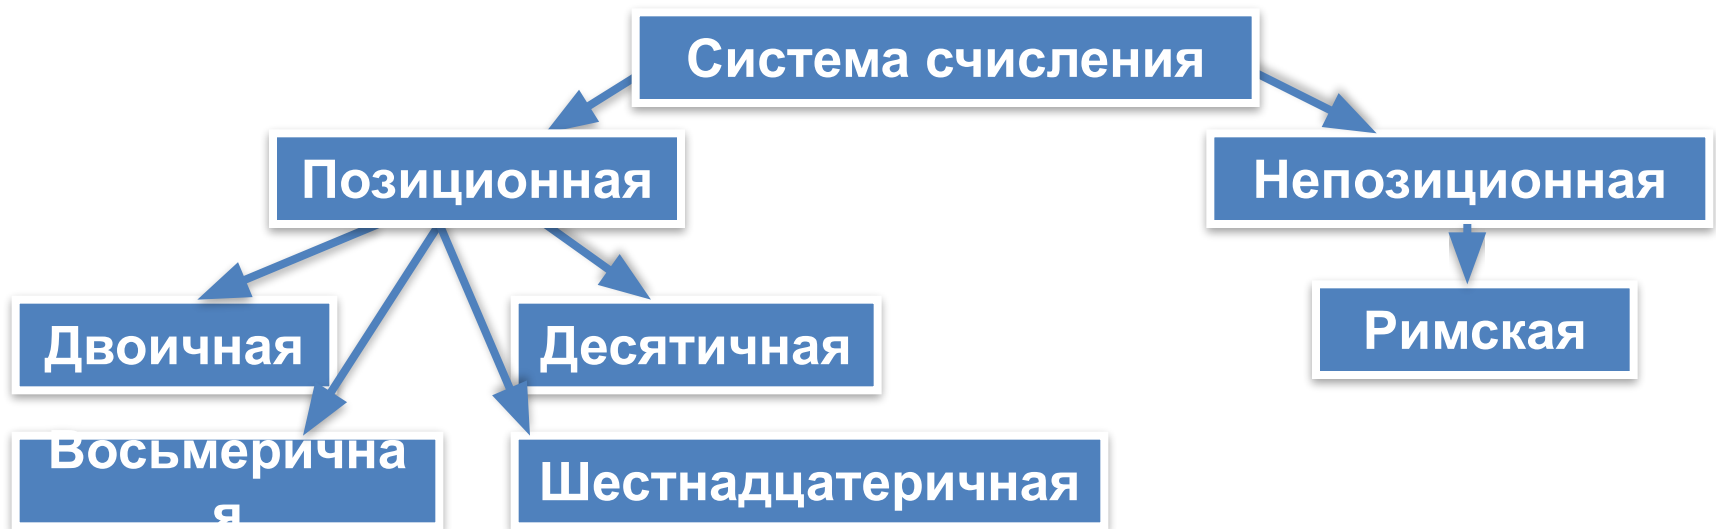 Система счисления
Позиционная
Непозиционная
Двоичная
Десятичная
Римская
Восьмерична
я
Шестнадцатеричная